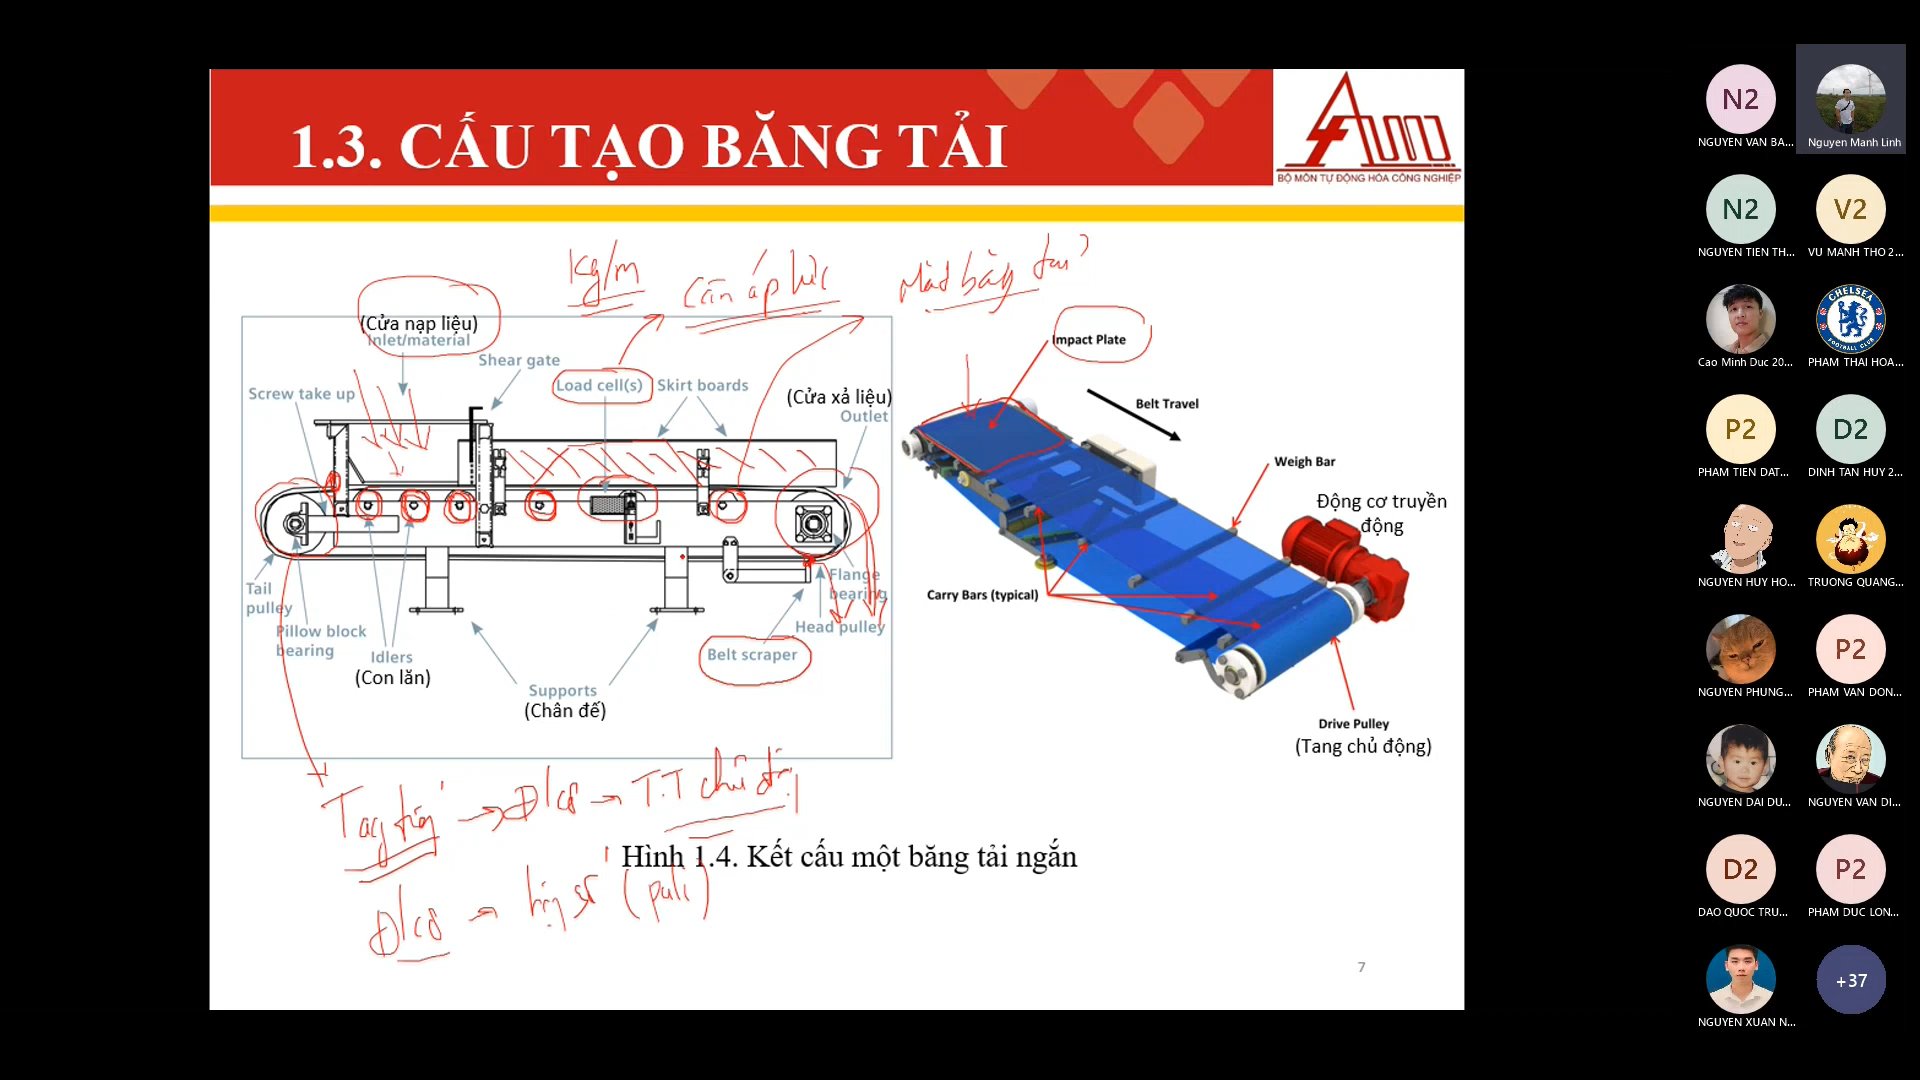 1.3. CẤU TẠO BĂNG TẢI
BỘ MÔN TỰ ĐỘNG HÓA CÔNG NGHIỆP
Kg/m
Cân áp lực
(Cửa nạp liệu)
Inlet/material
Shear gate
Screw take up
Load cell(s)
Skirt boards
(Cửa xả liệu)
Outlet
Tail
pulley
Pillow block
bearing
Idlers
(Con lăn)
Supports
(Chân đế)
Belt scraper
Flange
bearing
Head pulley
Impact Plate
Belt Travel
Weigh Bar
Động cơ truyền
động
Carry Bars (typical)
Drive Pulley
(Tang chủ động)
→ Đ/cơ → T.T chủ động
Hình 1.4. Kết cấu một băng tải ngắn
Đ/cơ → hộp số (puli)
7
N2
NGUYEN VAN BA...
Nguyen Manh Linh
N2
NGUYEN TIEN TH...
V2
VU MANH THO 2...
Cao Minh Duc 20...
CHELSEA
PHAM THAI HOA...
P2
PHAM TIEN DAT...
D2
DINH TAN HUY 2...
NGUYEN HUY HO...
TRUONG QUANG...
NGUYEN PHUNG...
P2
PHAM VAN DON...
NGUYEN DAI DU...
NGUYEN VAN DI...
D2
DAO QUOC TRU...
P2
PHAM DUC LON...
NGUYEN XUAN N...
+37